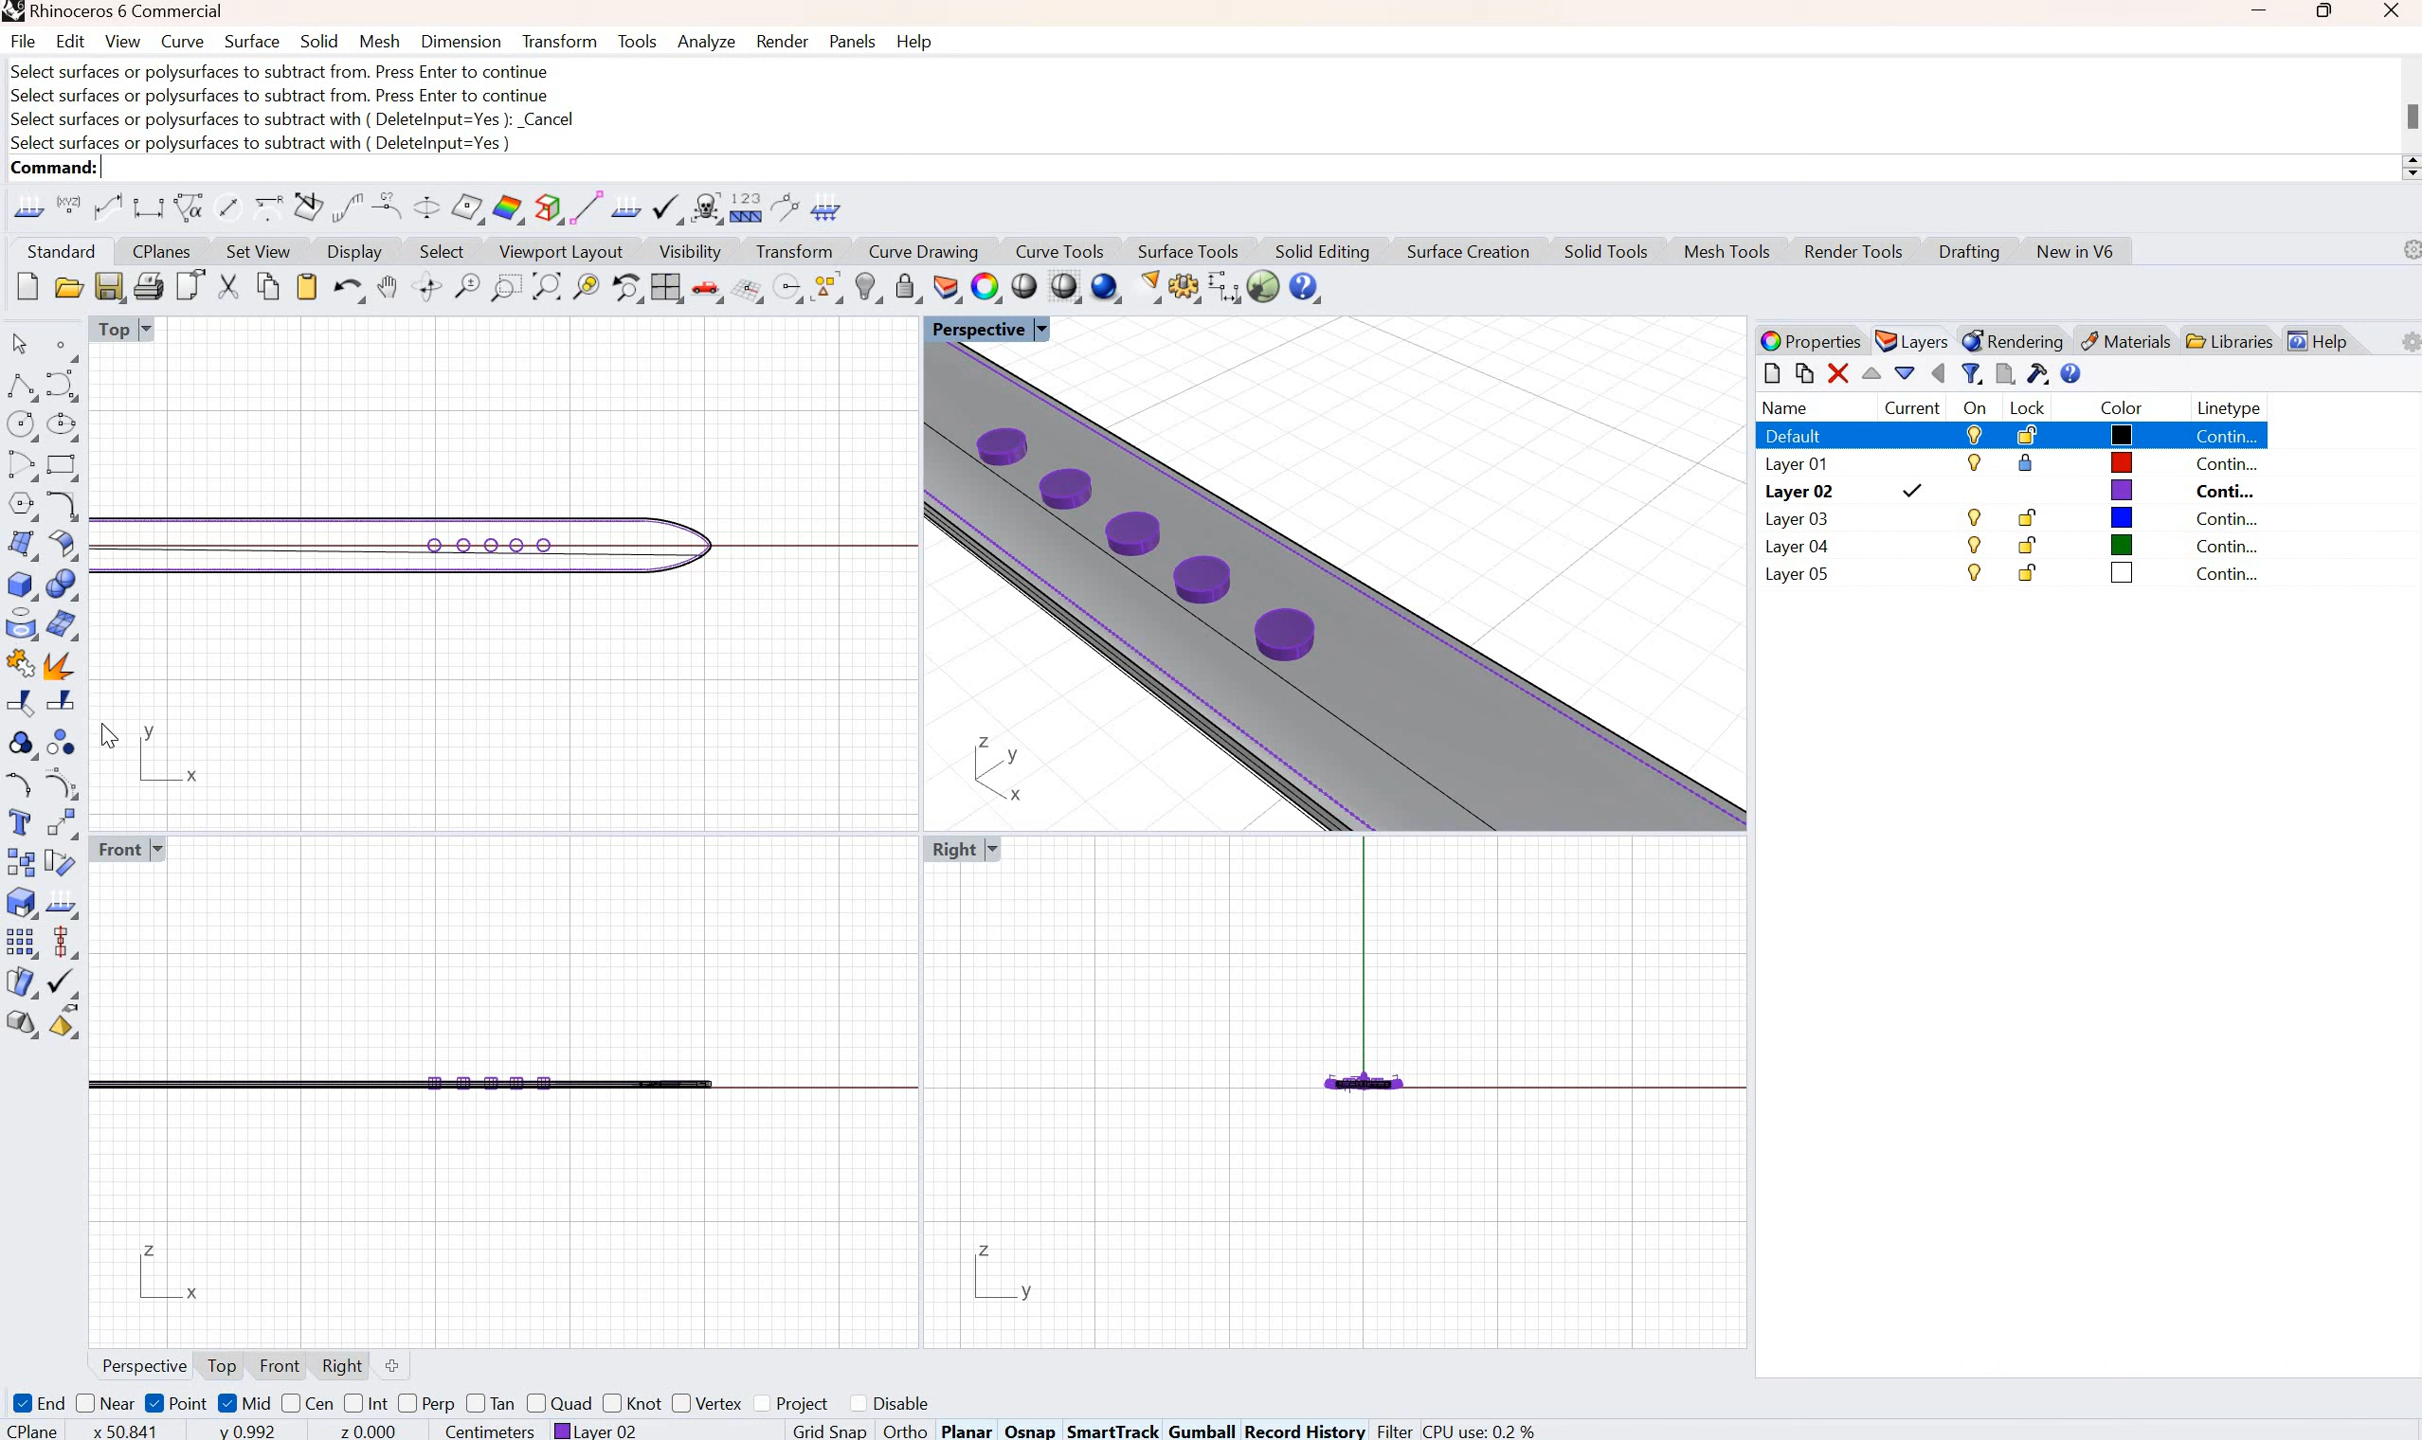 Rhinoceros 6 Commercial
File Edit View Curve Surface Solid Mesh Dimension Transform Tools Analyze Render Panels Help
Select surfaces or polysurfaces to subtract from. Press Enter to continue
Select surfaces or polysurfaces to subtract from. Press Enter to continue
Select surfaces or polysurfaces to subtract with ( DeleteInput=Yes ): _Cancel
Select surfaces or polysurfaces to subtract with ( DeleteInput=Yes )
Command:
Standard CPlanes Set View Display Select Viewport Layout Visibility Transform Curve Drawing Curve Tools Surface Tools Solid Editing Surface Creation Solid Tools Mesh Tools Render Tools Drafting New in V6
Top
Perspective
Properties Layers Rendering Materials Libraries Help
Name Current On Lock Color Linetype
Default Contin...
Layer 01 Contin...
Layer 02 Conti...
Layer 03 Contin...
Layer 04 Contin...
Layer 05 Contin...
y
x
z
y
x
Front
Right
z
x
z
y
Perspective Top Front Right
End Near Point Mid Cen Int Perp Tan Quad Knot Vertex Project Disable
CPlane x 50.841 y 0.992 z 0.000 Centimeters Layer 02 Grid Snap Ortho Planar Osnap SmartTrack Gumball Record History Filter CPU use: 0.2 %